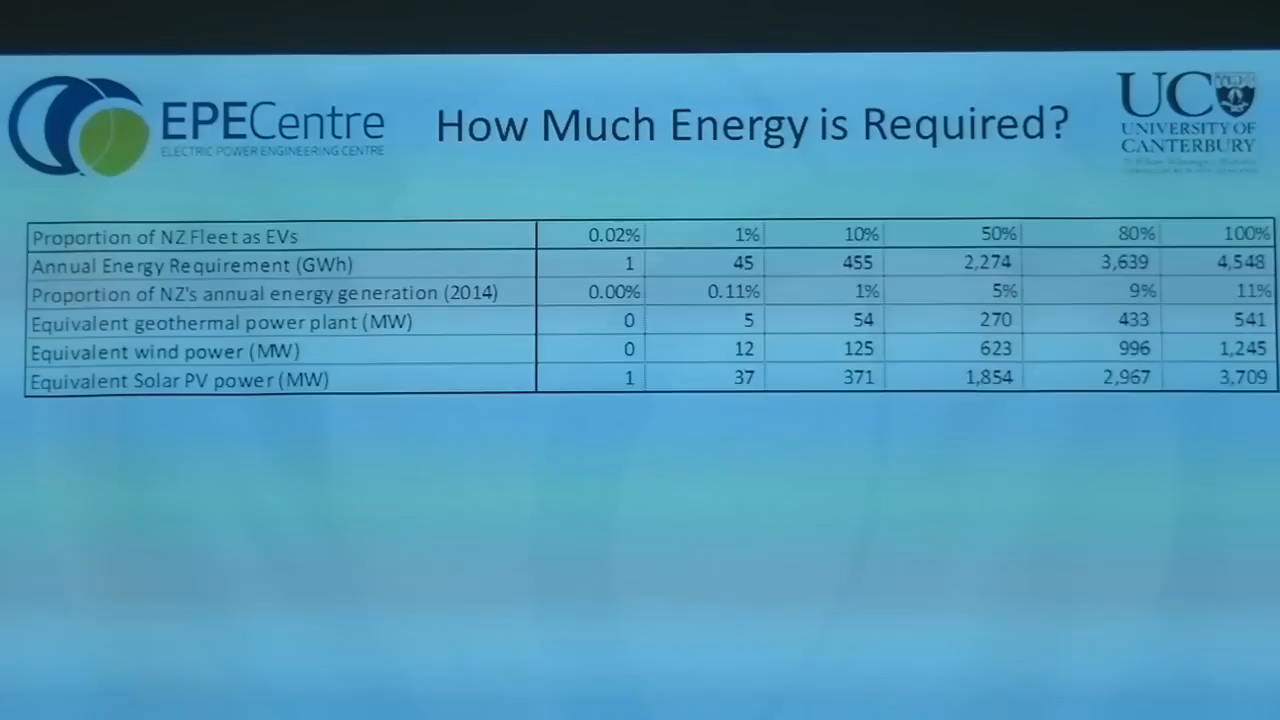 EPECentre
ELECTRIC POWER ENGINEERING CENTRE
How Much Energy is Required?
UC
UNIVERSITY OF
CANTERBURY
Proportion of NZ Fleet as EVs 0.02% 1% 10% 50% 80% 100%
Annual Energy Requirement (GWh) 1 45 455 2,274 3,639 4,548
Proportion of NZ's annual energy generation (2014) 0.00% 0.11% 1% 5% 9% 11%
Equivalent geothermal power plant (MW) 0 5 54 270 433 541
Equivalent wind power (MW) 0 12 125 623 996 1,245
Equivalent Solar PV power (MW) 1 37 371 1,854 2,967 3,709